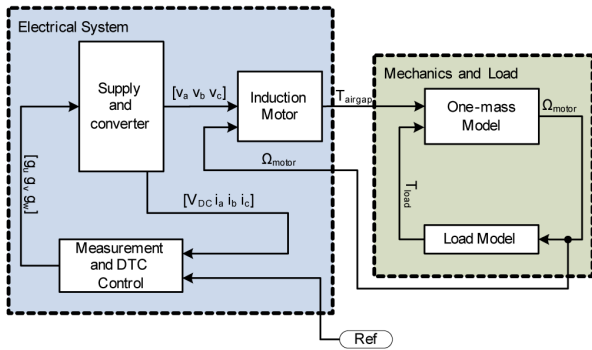 Electrical System
Supply
and
converter
[va vb vc]
Induction
Motor
Tairgap
Mechanics and Load
One-mass
Model
Ωmotor
Ωmotor
[gu gv gw]
[VDC ia ib ic]
Tload
Measurement
and DTC
Control
Load Model
Ref